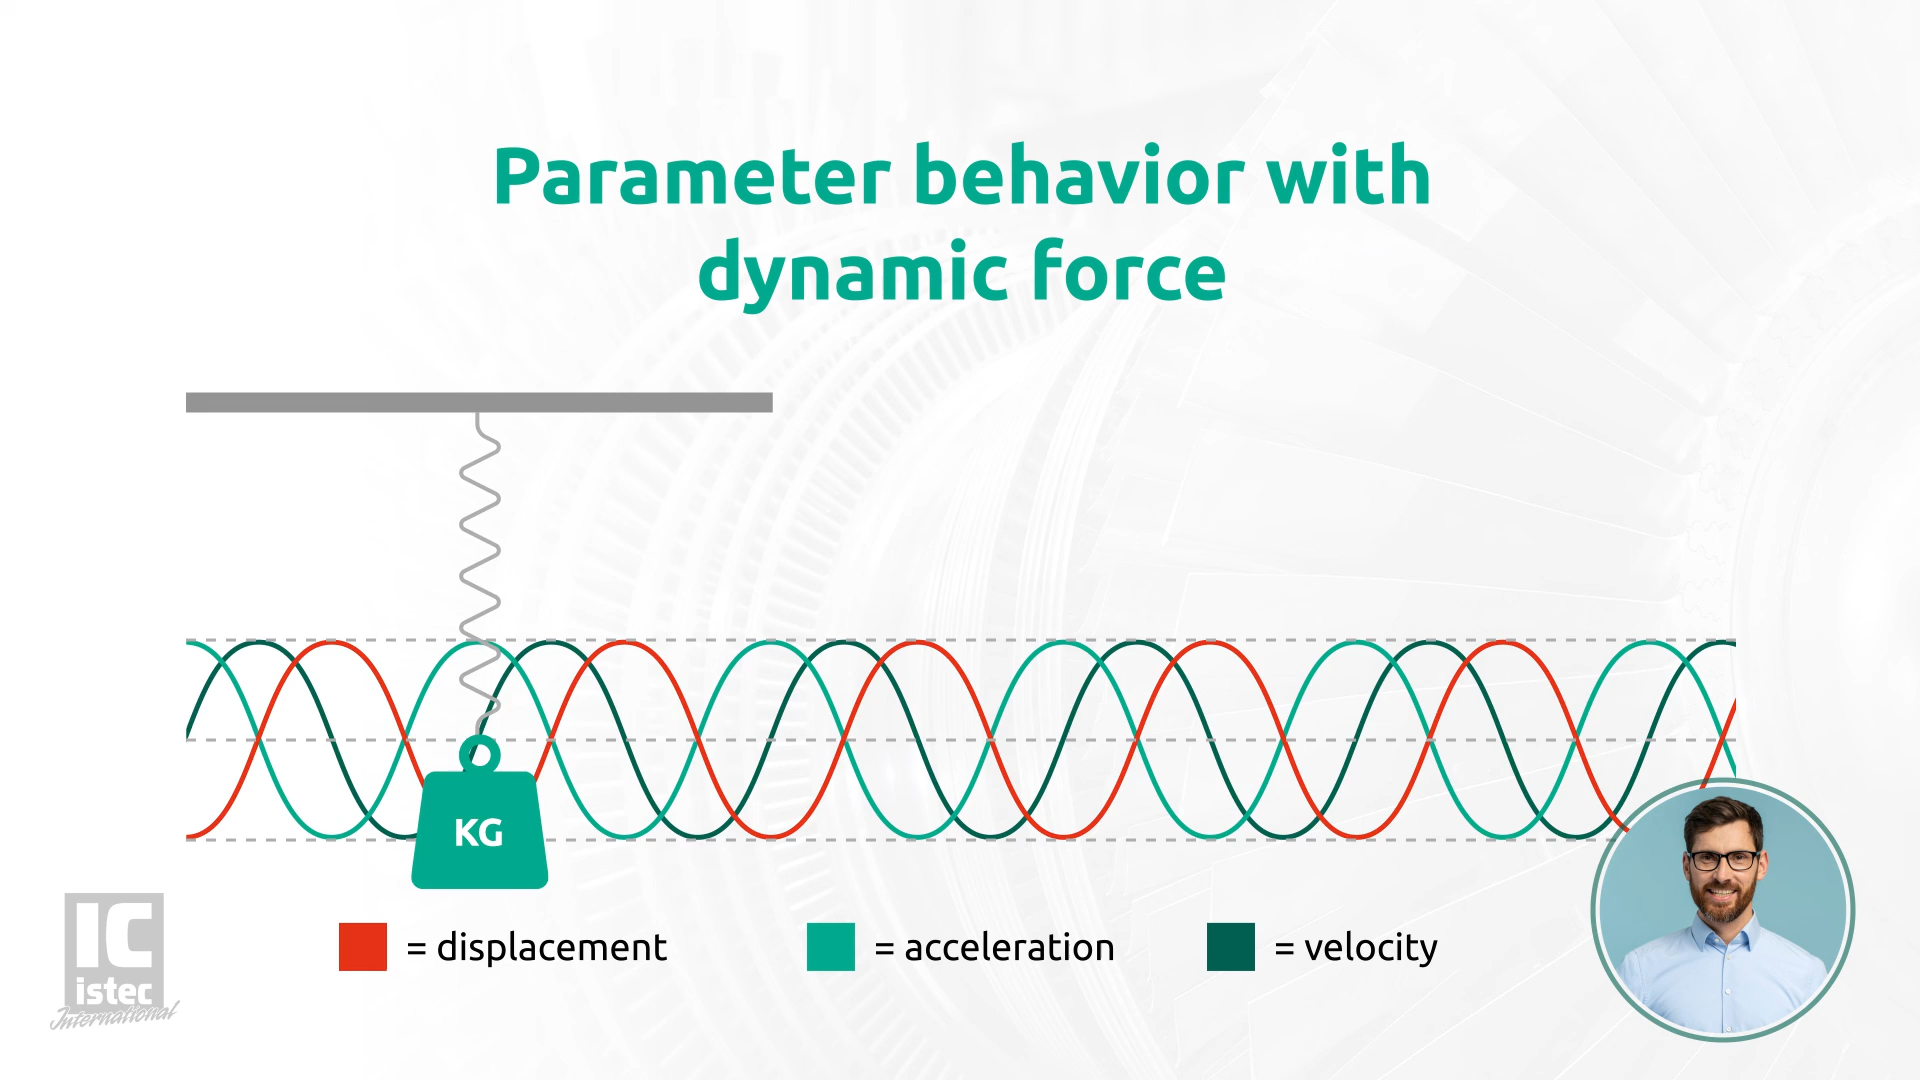 Parameter behavior with
dynamic force
KG
= displacement
= acceleration
= velocity
IC
istec
International